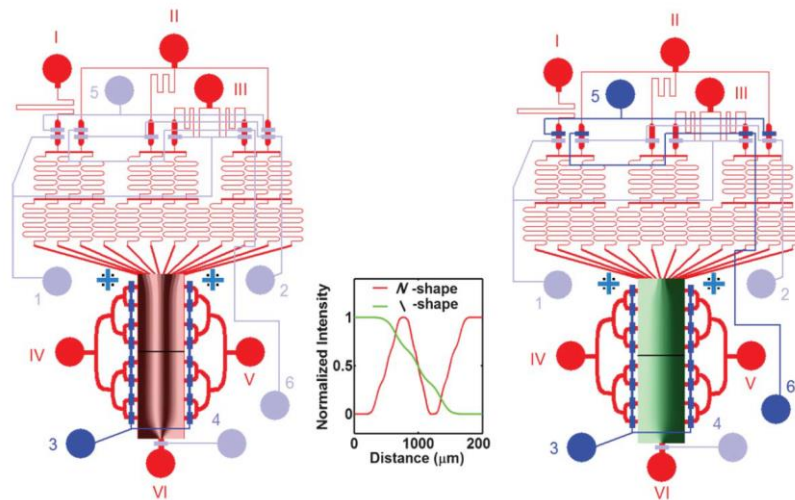 I
II
III
5
1
2
IV
V
6
3
4
VI
N-shape
\ -shape
Normalized Intensity
1
0.5
0
0
1000
200
Distance (μm)
I
II
III
5
1
2
IV
V
6
3
4
VI